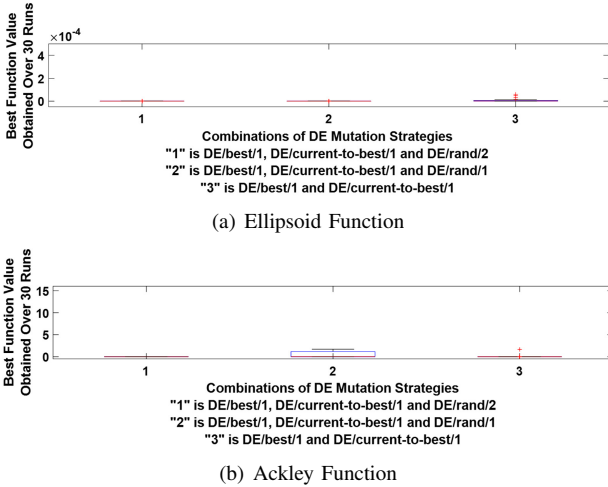 ×10⁻⁴
Best Function Value
Obtained Over 30 Runs
4
2
0
1 2 3
Combinations of DE Mutation Strategies
"1" is DE/best/1, DE/current-to-best/1 and DE/rand/2
"2" is DE/best/1, DE/current-to-best/1 and DE/rand/1
"3" is DE/best/1 and DE/current-to-best/1
(a) Ellipsoid Function
Best Function Value
Obtained Over 30 Runs
15
10
5
0
1 2 3
Combinations of DE Mutation Strategies
"1" is DE/best/1, DE/current-to-best/1 and DE/rand/2
"2" is DE/best/1, DE/current-to-best/1 and DE/rand/1
"3" is DE/best/1 and DE/current-to-best/1
(b) Ackley Function